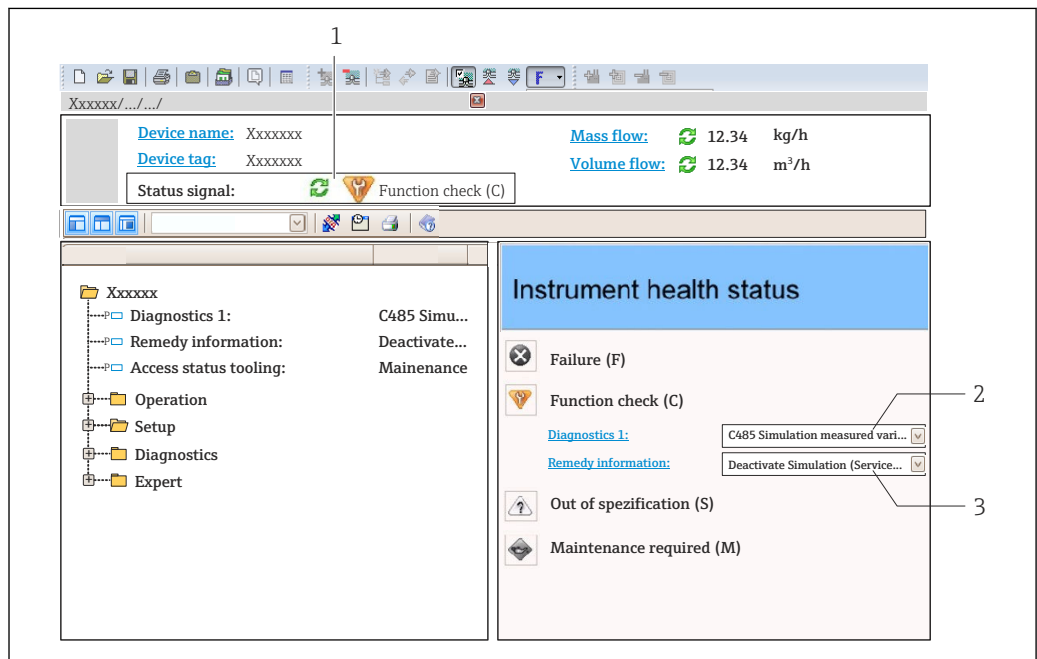 1
F
Xxxxxx/.../.../
Device name: Xxxxxxx
Mass flow: 12.34 kg/h
Device tag: Xxxxxxx
Volume flow: 12.34 m³/h
Status signal: Function check (C)
Xxxxxx
P Diagnostics 1: C485 Simu...
P Remedy information: Deactivate...
P Access status tooling: Mainenance
Operation
Setup
Diagnostics
Expert
Instrument health status
Failure (F)
Function check (C)
2
Diagnostics 1: C485 Simulation measured vari...
Remedy information: Deactivate Simulation (Service...
Out of spezification (S)
3
Maintenance required (M)